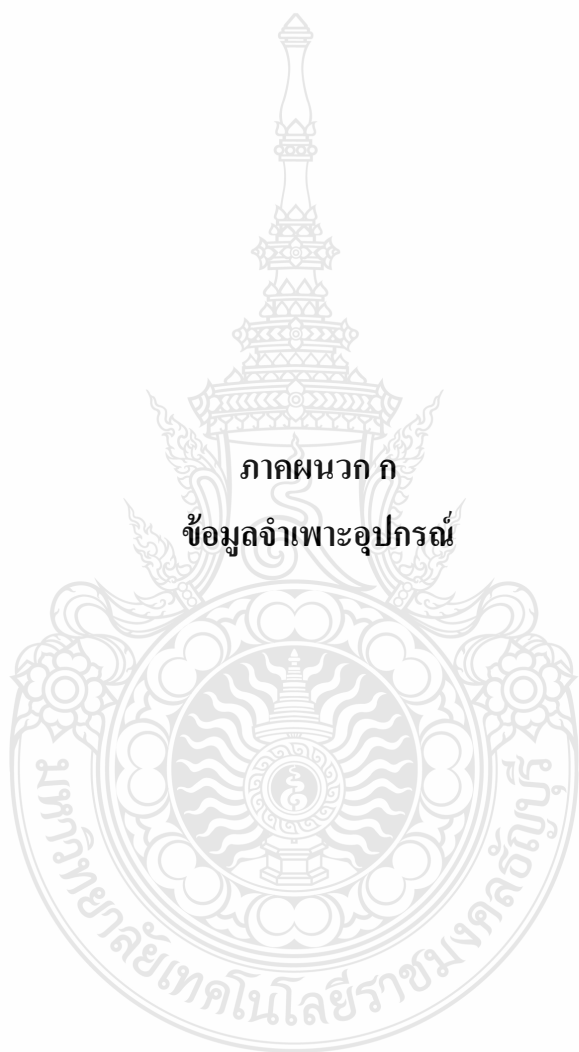 ภาคผนวก ก
ข้อมูลจำเพาะอุปกรณ์
มหาวิทยาลัยเทคโนโลยีราชมงคลธัญบุรี